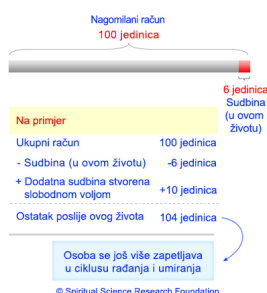 Nagomilani račun
100 jedinica
6 jedinica
Sudbina
(u ovom
životu)
Na primjer
Ukupni račun 100 jedinica
- Sudbina (u ovom životu) -6 jedinica
+ Dodatna sudbina stvorena
slobodnom voljom +10 jedinica
Ostatak poslije ovog života 104 jedinica
Osoba se još više zapetljava
u ciklusu rađanja i umiranja
© Spiritual Science Research Foundation